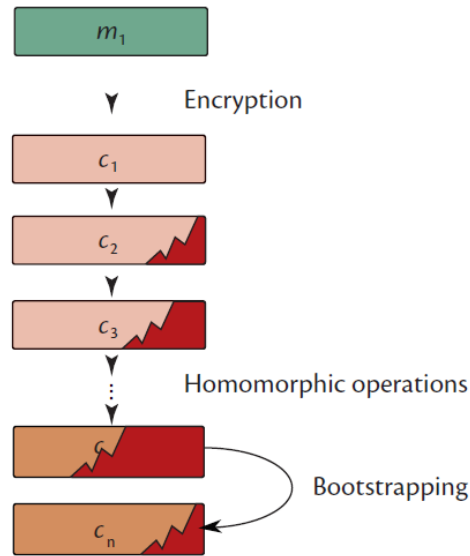 m₁
Encryption
c₁
c₂
c₃
⋮
Homomorphic operations
c
Bootstrapping
cₙ